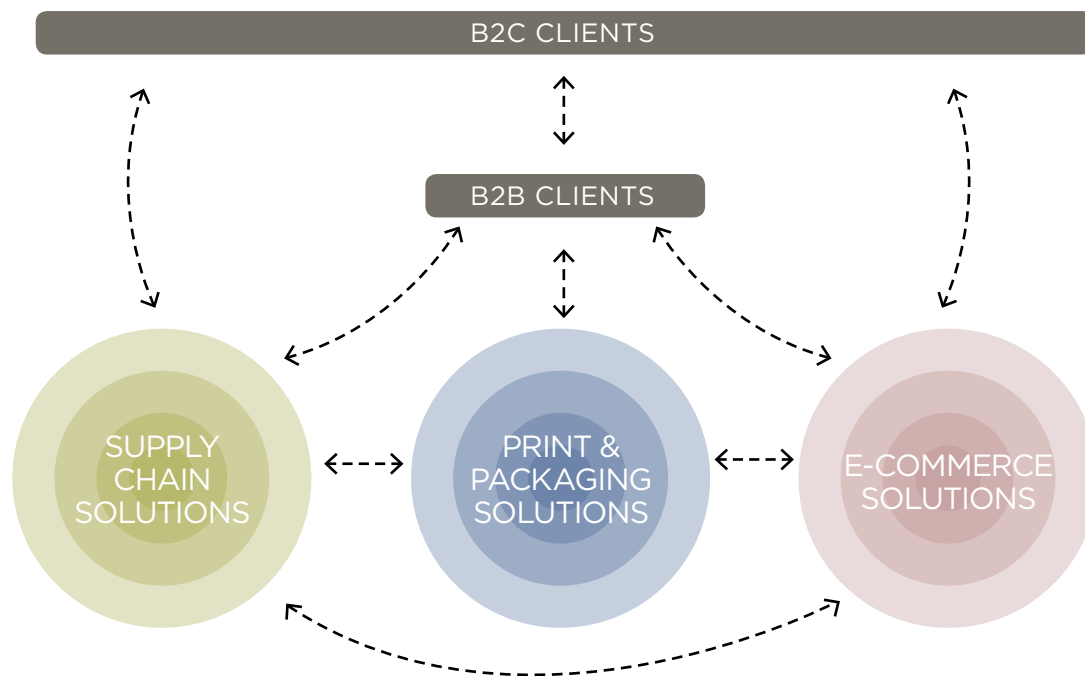 B2C CLIENTS
B2B CLIENTS
SUPPLY
CHAIN
SOLUTIONS
PRINT &
PACKAGING
SOLUTIONS
E-COMMERCE
SOLUTIONS